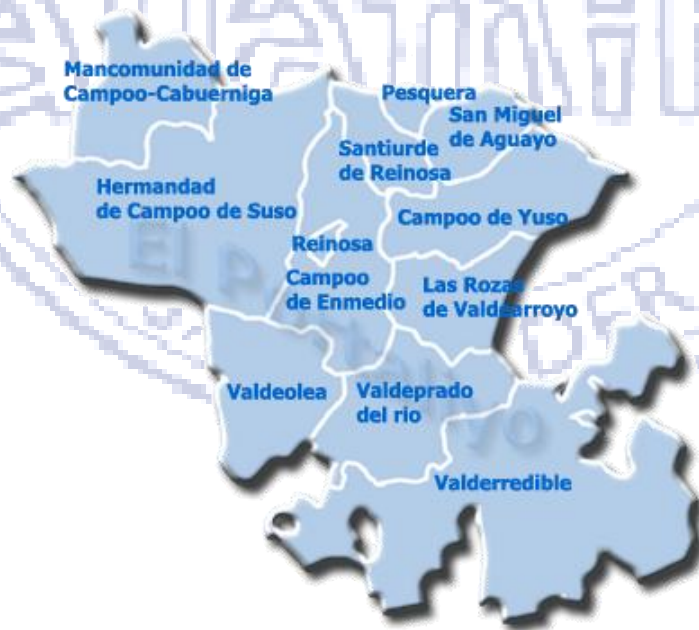 Mancomunidad de
Campoo-Cabuerniga
Pesquera
San Miguel
de Aguayo
Santiurde
de Reinosa
Hermandad
de Campoo de Suso
Campoo de Yuso
Reinosa
Campoo
de Enmedio
Las Rozas
de Valdearroyo
Valdeolea
Valdeprado
del rio
Valderredible